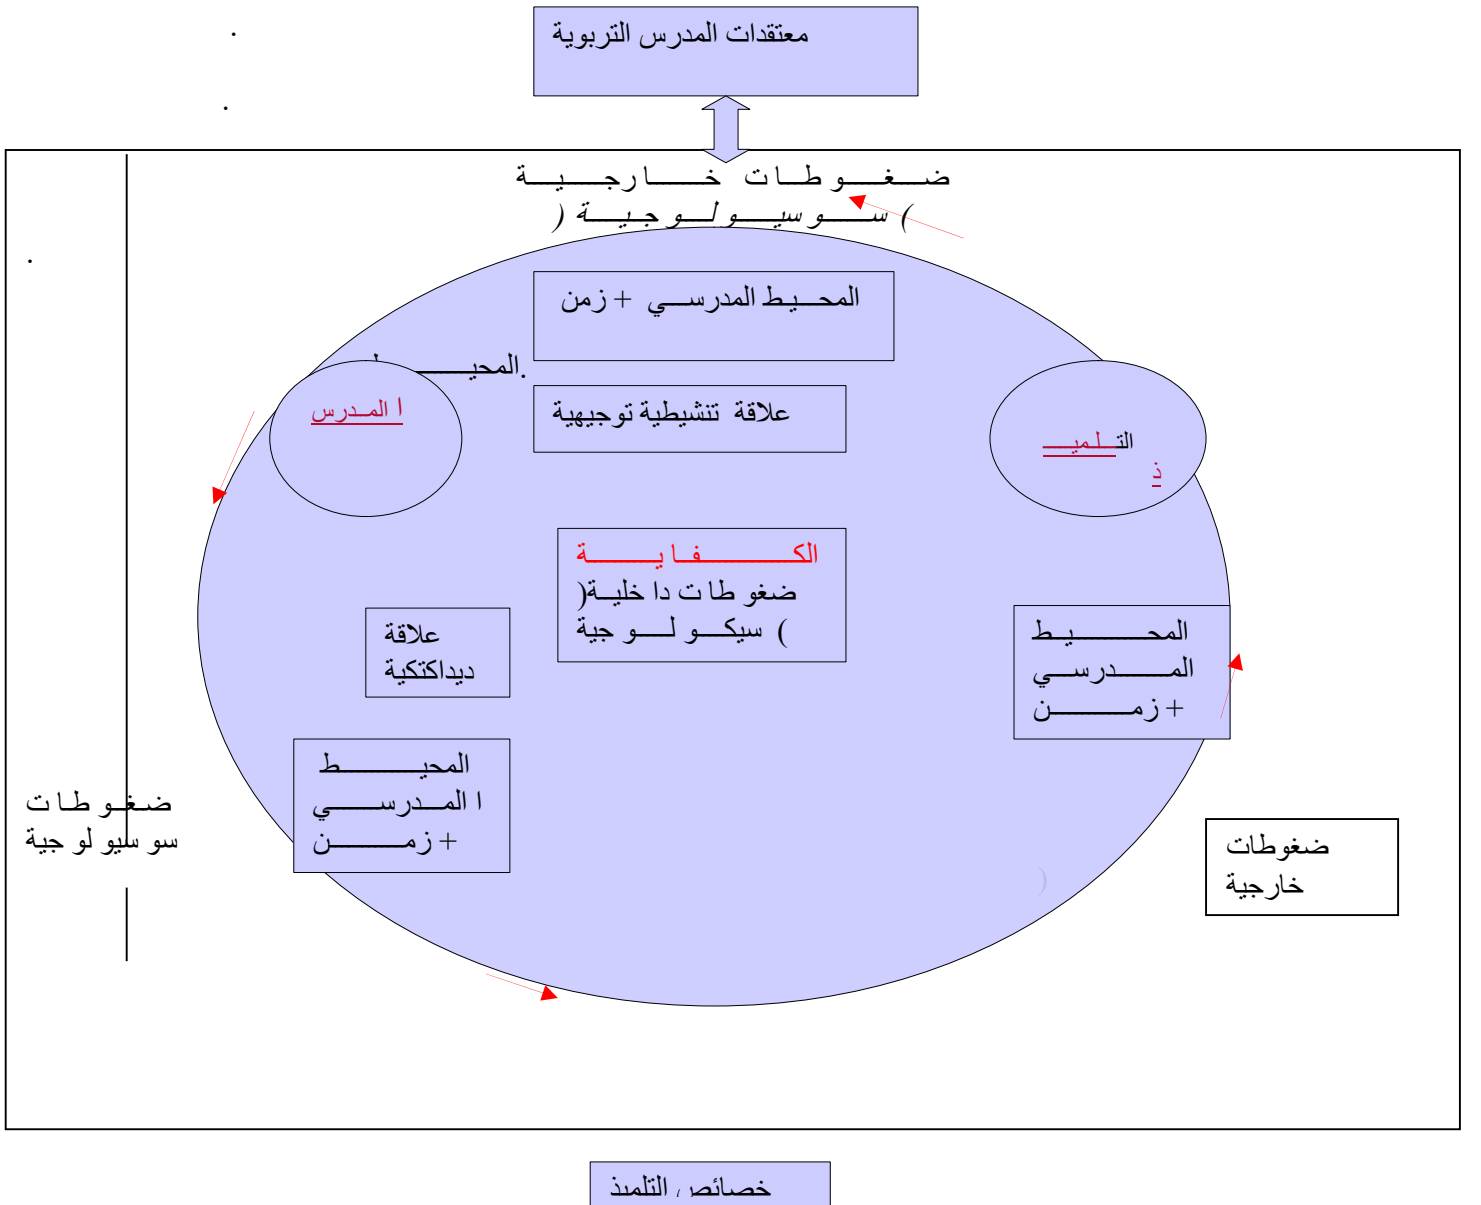 معتقدات المدرس التربوية
ضغوطات خارجية
( سوسيولوجية )
المحيط المدرسي + زمن
المحيط.
ا المدرس
علاقة تنشيطية توجيهية
التلميذ
الكفاية
ضغوطات داخلية(
) سيكولوجية
علاقة
ديداكتكية
المحيط
المدرسي
+ زمن
المحيط
ا المدرسي
+ زمن
ضغوطات
سوسيولوجية
ضغوطات
خارجية
خصائص التلميذ